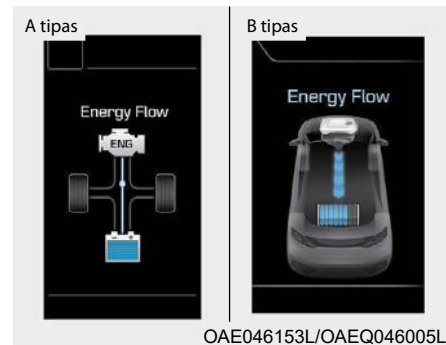 A tipas
B tipas
Energy Flow
ENG
Energy Flow
OAE046153L/OAEQ046005L